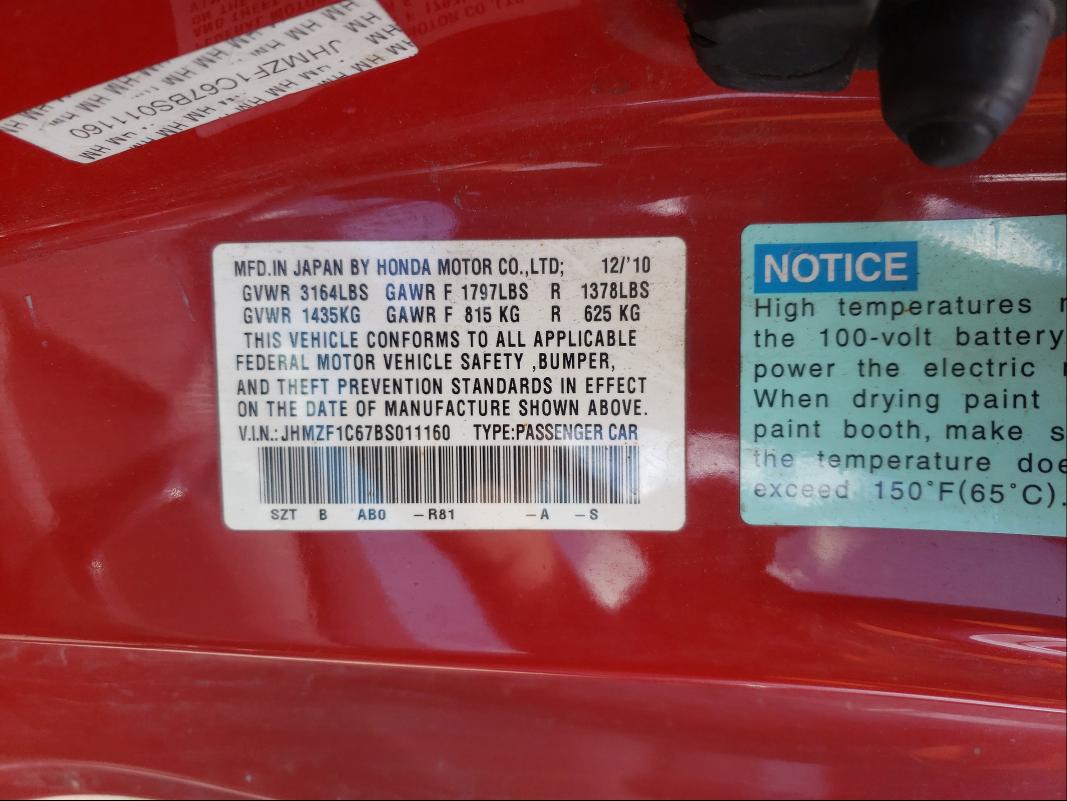 JHMZF1C67BS011160
MFD.IN JAPAN BY HONDA MOTOR CO.,LTD; 12/'10
GVWR 3164LBS GAWR F 1797LBS R 1378LBS
GVWR 1435KG GAWR F 815 KG R 625 KG
THIS VEHICLE CONFORMS TO ALL APPLICABLE
FEDERAL MOTOR VEHICLE SAFETY ,BUMPER,
AND THEFT PREVENTION STANDARDS IN EFFECT
ON THE DATE OF MANUFACTURE SHOWN ABOVE.
V.I.N.: JHMZF1C67BS011160 TYPE:PASSENGER CAR
SZT B AB0 -R81 -A -S
NOTICE
High temperatures
the 100-volt battery
power the electric
When drying paint
paint booth, make s
the temperature doe
exceed 150°F(65°C).